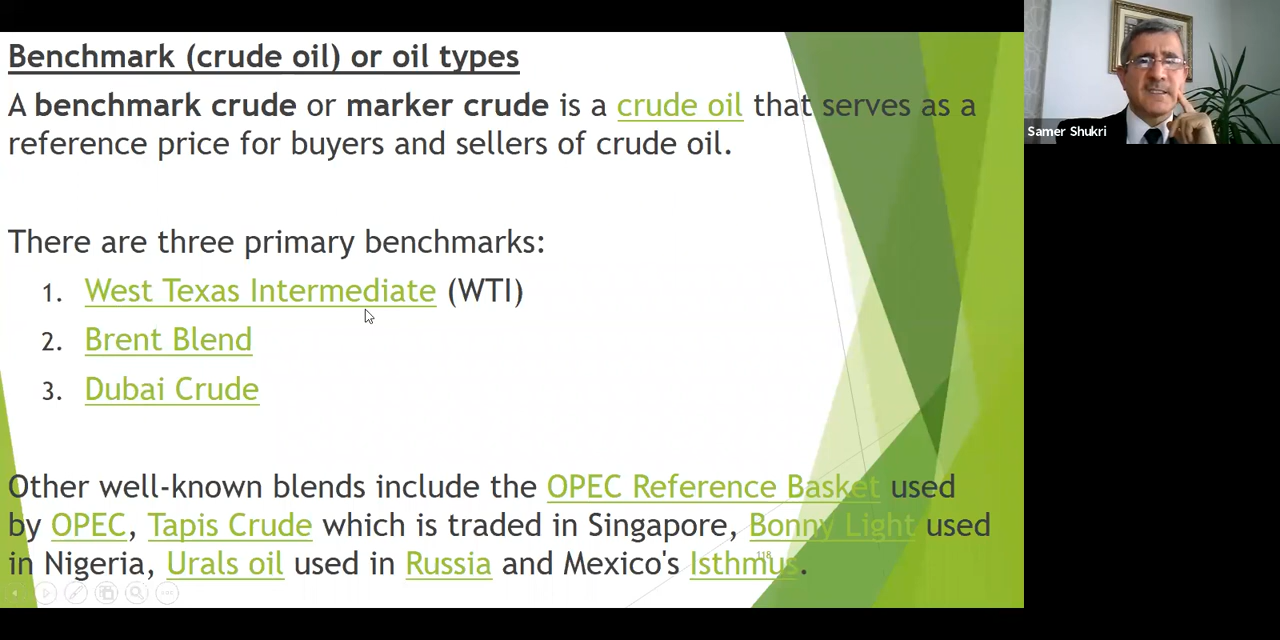 Benchmark (crude oil) or oil types
A benchmark crude or marker crude is a crude oil that serves as a
reference price for buyers and sellers of crude oil.
There are three primary benchmarks:
1. West Texas Intermediate (WTI)
2. Brent Blend
3. Dubai Crude
Other well-known blends include the OPEC Reference Basket used
by OPEC, Tapis Crude which is traded in Singapore, Bonny Light used
in Nigeria, Urals oil used in Russia and Mexico's Isthmus.
118
Samer Shukri